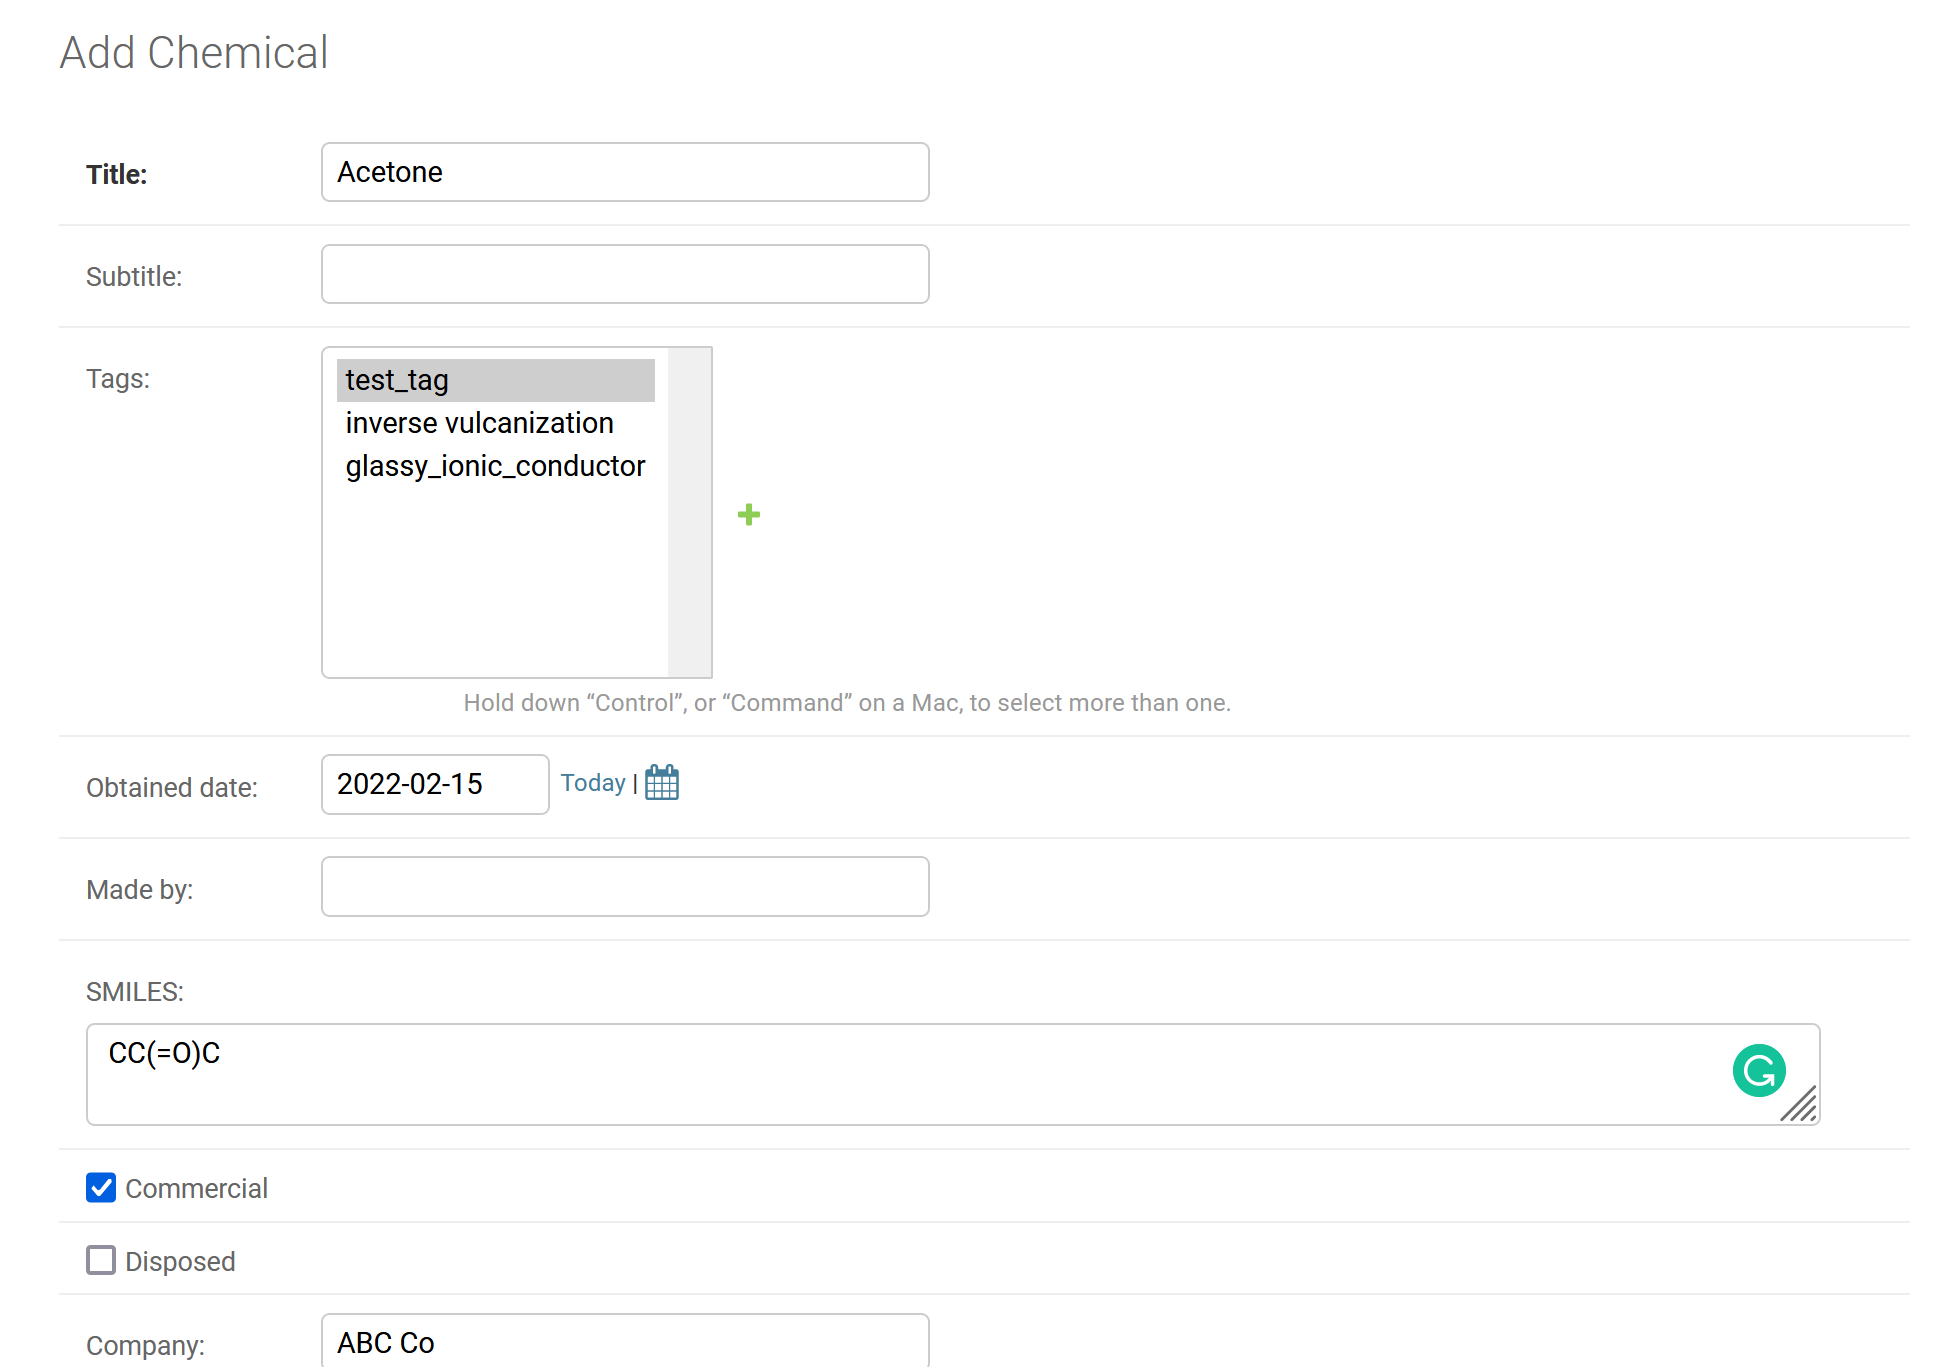 Add Chemical
Title: Acetone
Subtitle:
Tags: test_tag
inverse vulcanization
glassy_ionic_conductor
Hold down “Control”, or “Command” on a Mac, to select more than one.
Obtained date: 2022-02-15 Today |
Made by:
SMILES:
CC(=O)C
Commercial
Disposed
Company: ABC Co